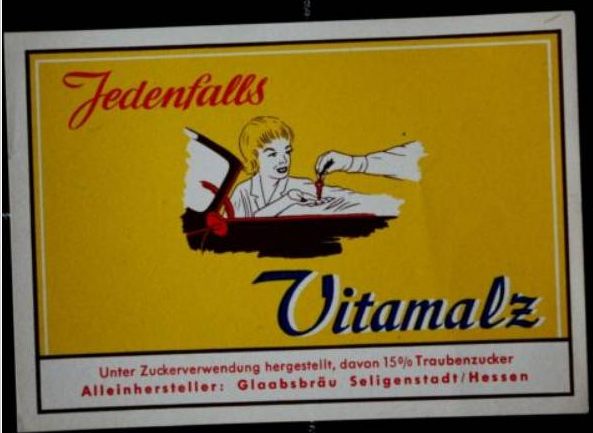 Jedenfalls
Vitamalz
Unter Zuckerverwendung hergestellt, davon 15% Traubenzucker
Alleinhersteller: Glaabsbräu Seligenstadt/Hessen